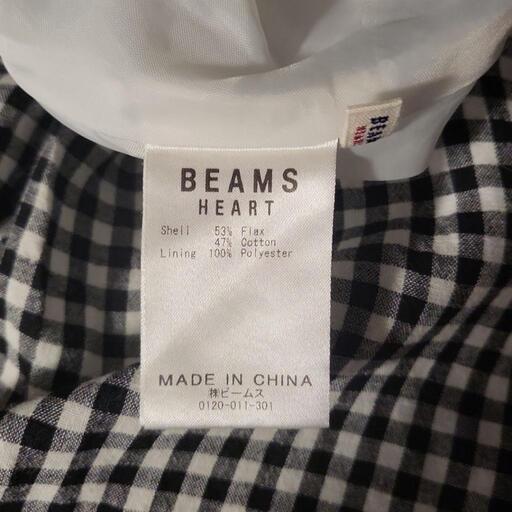 BEAMS
HEART
Shell 53% Flax
47% Cotton
Lining 100% Polyester
MADE IN CHINA
㈱ビームス
0120-011-301